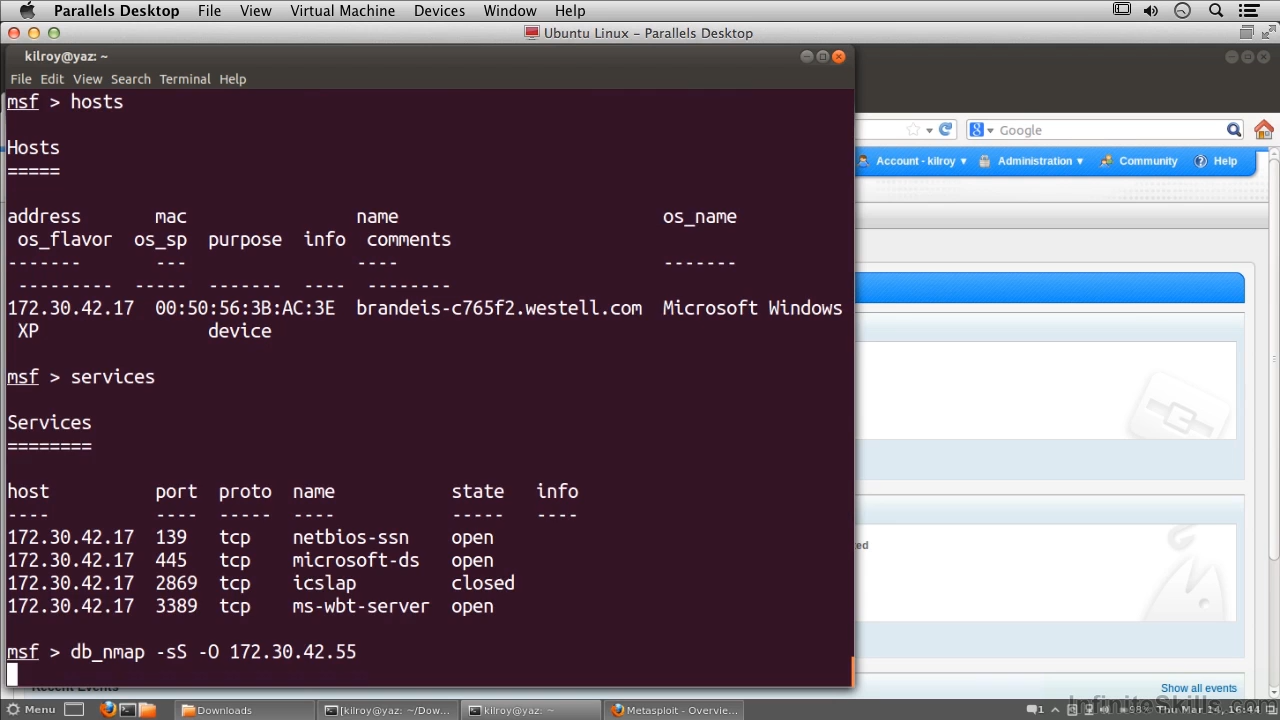 Parallels Desktop File View Virtual Machine Devices Window Help
Ubuntu Linux – Parallels Desktop
kilroy@yaz: ~
File Edit View Search Terminal Help
Google
Account - kilroy Administration Community Help
msf > hosts
Hosts
=====
address mac name os_name
os_flavor os_sp purpose info comments
------- --- ---- -------
--------- ----- ------- ---- --------
172.30.42.17 00:50:56:3B:AC:3E brandeis-c765f2.westell.com Microsoft Windows
XP device
msf > services
Services
========
host port proto name state info
---- ---- ----- ---- ----- ----
172.30.42.17 139 tcp netbios-ssn open
172.30.42.17 445 tcp microsoft-ds open
172.30.42.17 2869 tcp icslap closed
172.30.42.17 3389 tcp ms-wbt-server open
msf > db_nmap -sS -O 172.30.42.55
Recent Events
Show all events
Menu Downloads [kilroy@yaz: ~/Dow... kilroy@yaz: ~ Metasploit - Overvie... 1 Thu Mar 14, 16:44